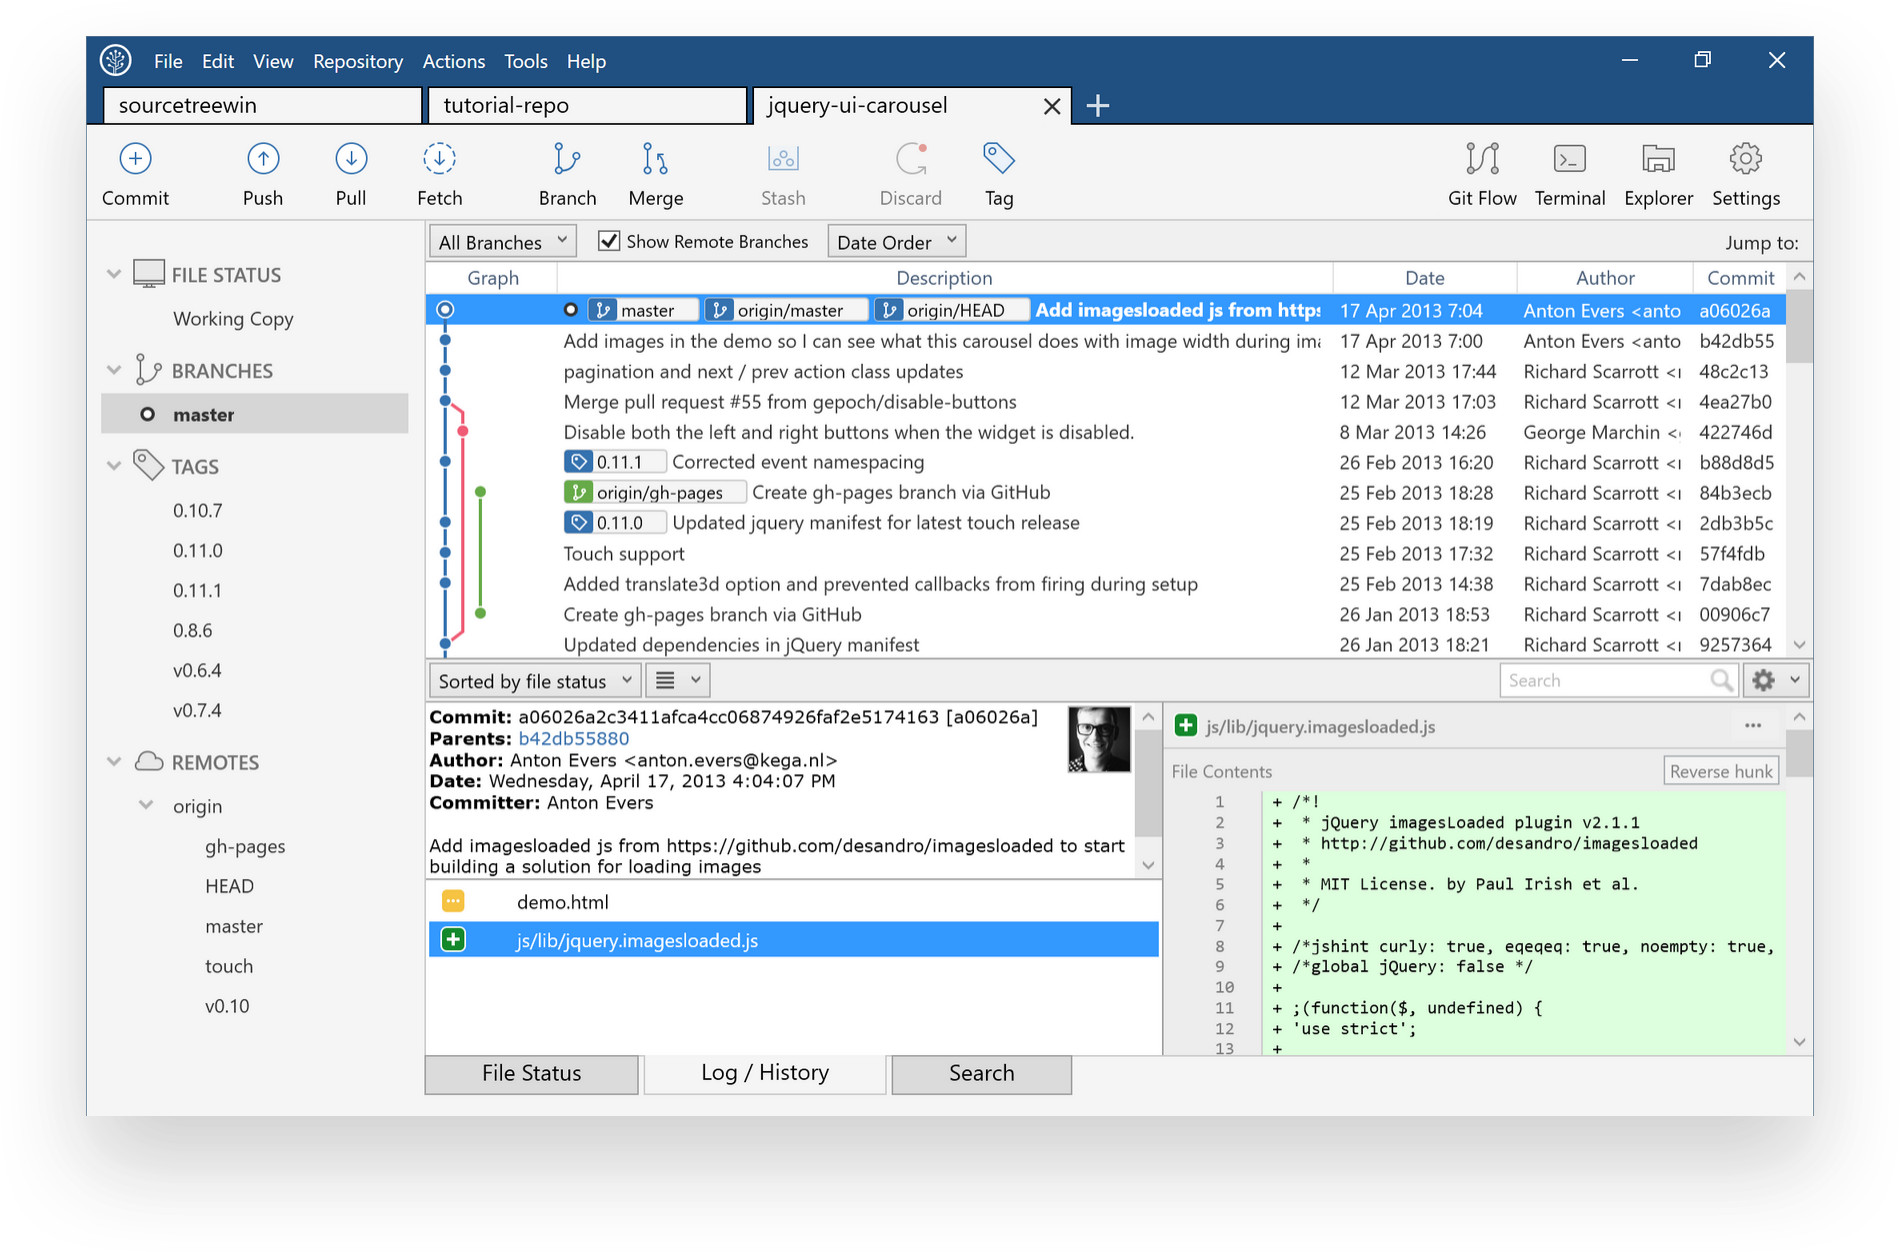 File Edit View Repository Actions Tools Help
sourcetreewin tutorial-repo jquery-ui-carousel
Commit Push Pull Fetch Branch Merge Stash Discard Tag Git Flow Terminal Explorer Settings
All Branches Show Remote Branches Date Order Jump to:
FILE STATUS
Working Copy
BRANCHES
master
TAGS
0.10.7
0.11.0
0.11.1
0.8.6
v0.6.4
v0.7.4
REMOTES
origin
gh-pages
HEAD
master
touch
v0.10
Graph Description Date Author Commit
master origin/master origin/HEAD Add imagesloaded js from https 17 Apr 2013 7:04 Anton Evers <anto a06026a
Add images in the demo so I can see what this carousel does with image width during ima 17 Apr 2013 7:00 Anton Evers <anto b42db55
pagination and next / prev action class updates 12 Mar 2013 17:44 Richard Scarrott < 48c2c13
Merge pull request #55 from gepoch/disable-buttons 12 Mar 2013 17:03 Richard Scarrott < 4ea27b0
Disable both the left and right buttons when the widget is disabled. 8 Mar 2013 14:26 George Marchin < 422746d
0.11.1 Corrected event namespacing 26 Feb 2013 16:20 Richard Scarrott < b88d8d5
origin/gh-pages Create gh-pages branch via GitHub 25 Feb 2013 18:28 Richard Scarrott < 84b3ecb
0.11.0 Updated jquery manifest for latest touch release 25 Feb 2013 18:19 Richard Scarrott < 2db3b5c
Touch support 25 Feb 2013 17:32 Richard Scarrott < 57f4fdb
Added translate3d option and prevented callbacks from firing during setup 25 Feb 2013 14:38 Richard Scarrott < 7dab8ec
Create gh-pages branch via GitHub 26 Jan 2013 18:53 Richard Scarrott < 00906c7
Updated dependencies in jQuery manifest 26 Jan 2013 18:21 Richard Scarrott < 9257364
Sorted by file status Search
Commit: a06026a2c3411afca4cc06874926faf2e5174163 [a06026a]
Parents: b42db55880
Author: Anton Evers <anton.evers@kega.nl>
Date: Wednesday, April 17, 2013 4:04:07 PM
Committer: Anton Evers
Add imagesloaded js from https://github.com/desandro/imagesloaded to start
building a solution for loading images
demo.html
js/lib/jquery.imagesloaded.js
js/lib/jquery.imagesloaded.js
File Contents Reverse hunk
1 + /*!
2 + * jQuery imagesLoaded plugin v2.1.1
3 + * http://github.com/desandro/imagesloaded
4 + *
5 + * MIT License. by Paul Irish et al.
6 + */
7 +
8 + /*jshint curly: true, eqeqeq: true, noempty: true,
9 + /*global jQuery: false */
10 +
11 + ;(function($, undefined) {
12 + 'use strict';
13 +
File Status Log / History Search